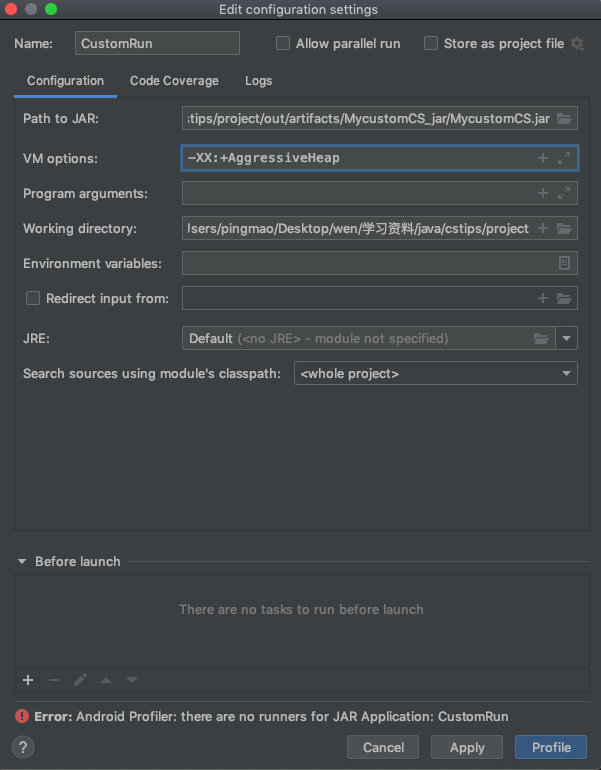 Edit configuration settings
Name: CustomRun Allow parallel run Store as project file
Configuration Code Coverage Logs
Path to JAR: :tips/project/out/artifacts/MycustomCS_jar/MycustomCS.jar
VM options: -XX:+AggressiveHeap
Program arguments:
Working directory: Users/pingmao/Desktop/wen/学习资料/java/cstips/project
Environment variables:
Redirect input from:
JRE: Default (<no JRE> - module not specified)
Search sources using module's classpath: <whole project>
Before launch
There are no tasks to run before launch
Error: Android Profiler: there are no runners for JAR Application: CustomRun
? Cancel Apply Profile